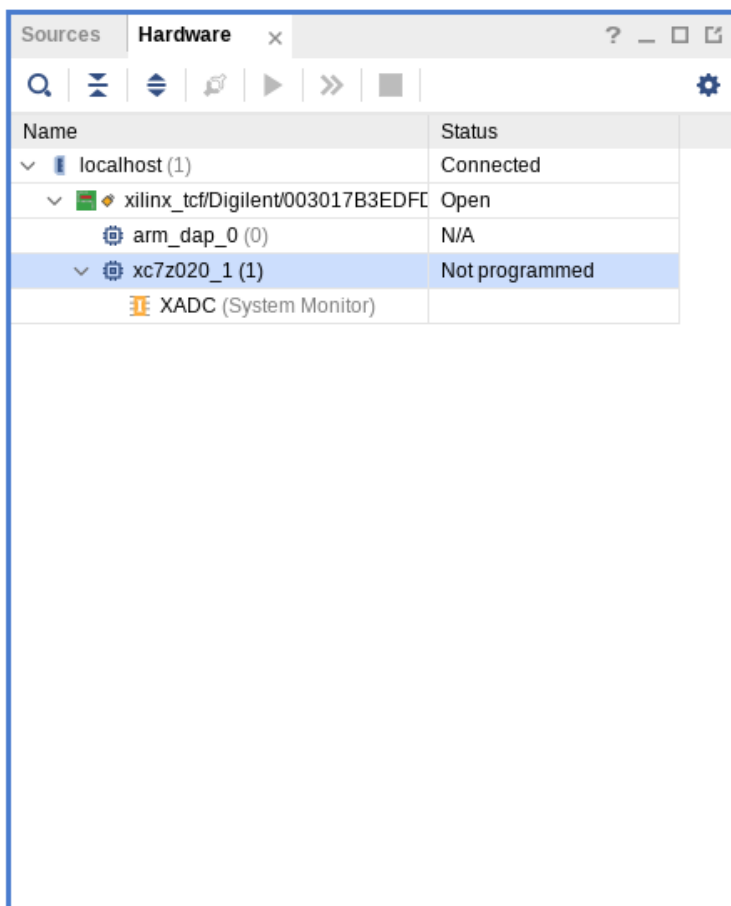 Sources Hardware ×
Name Status
localhost (1) Connected
xilinx_tcf/Digilent/003017B3EDFD Open
arm_dap_0 (0) N/A
xc7z020_1 (1) Not programmed
XADC (System Monitor)